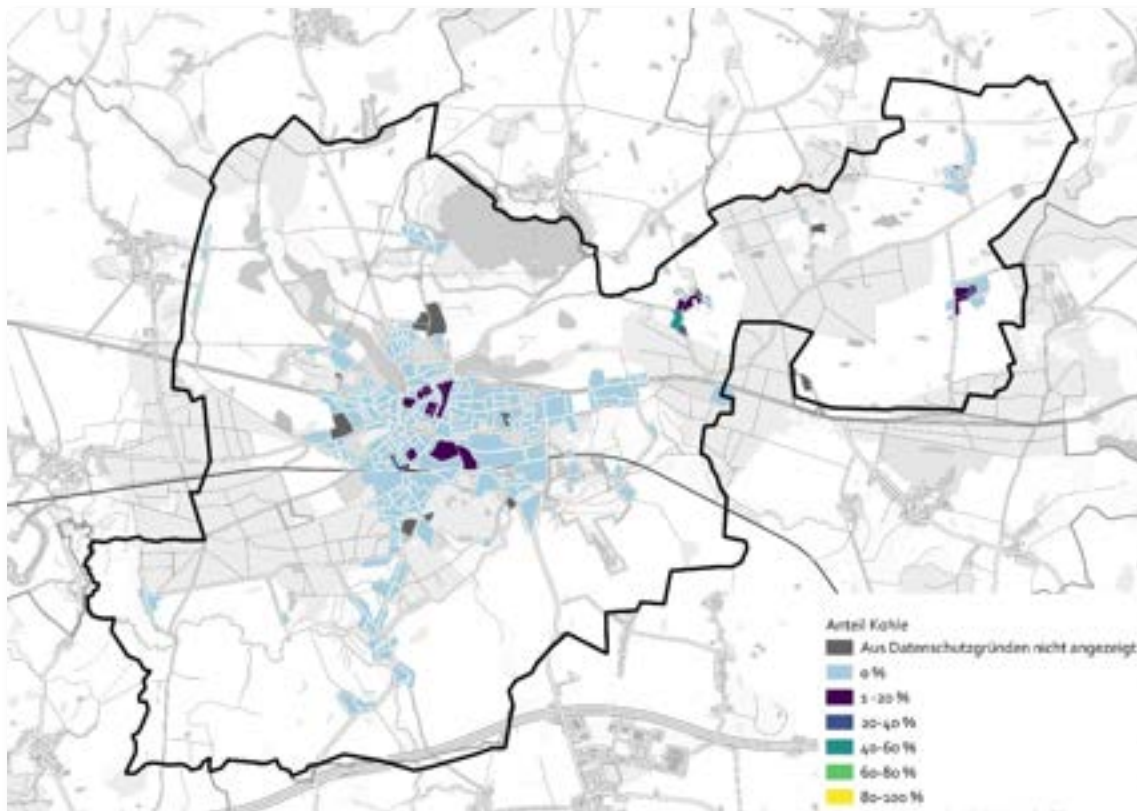 Anteil Kohle
Aus Datenschutzgründen nicht angezeigt
0 %
1 -20 %
20-40 %
40-60 %
60-80 %
80-100 %